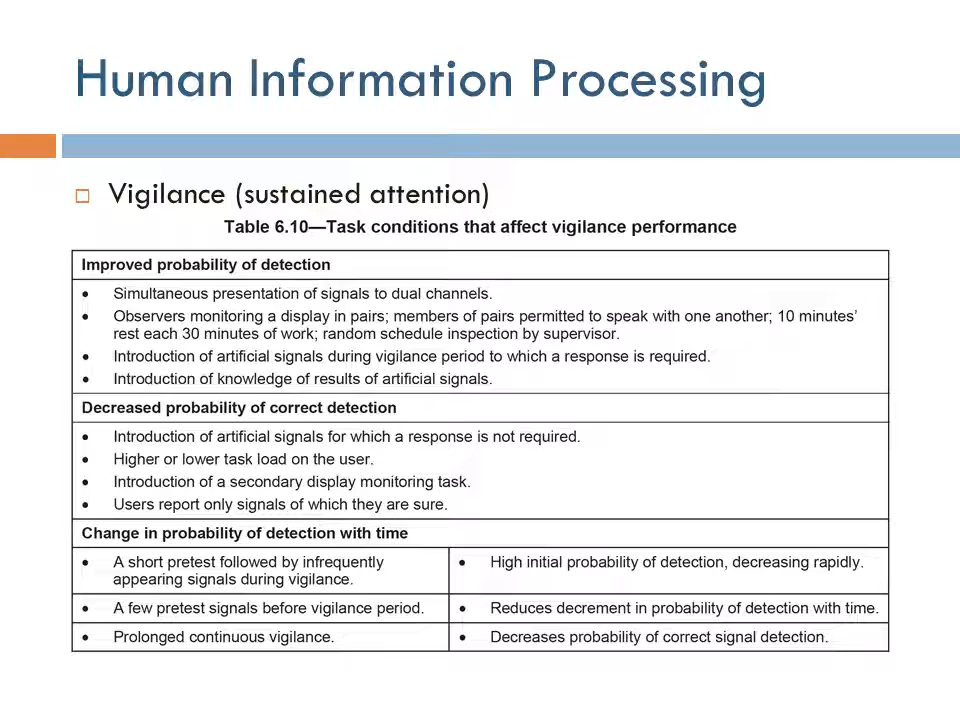 Human Information Processing
Vigilance (sustained attention)
Table 6.10—Task conditions that affect vigilance performance
Improved probability of detection
• Simultaneous presentation of signals to dual channels.
• Observers monitoring a display in pairs; members of pairs permitted to speak with one another; 10 minutes’
rest each 30 minutes of work; random schedule inspection by supervisor.
• Introduction of artificial signals during vigilance period to which a response is required.
• Introduction of knowledge of results of artificial signals.
Decreased probability of correct detection
• Introduction of artificial signals for which a response is not required.
• Higher or lower task load on the user.
• Introduction of a secondary display monitoring task.
• Users report only signals of which they are sure.
Change in probability of detection with time
• A short pretest followed by infrequently
appearing signals during vigilance.
• High initial probability of detection, decreasing rapidly.
• A few pretest signals before vigilance period.
• Reduces decrement in probability of detection with time.
• Prolonged continuous vigilance.
• Decreases probability of correct signal detection.